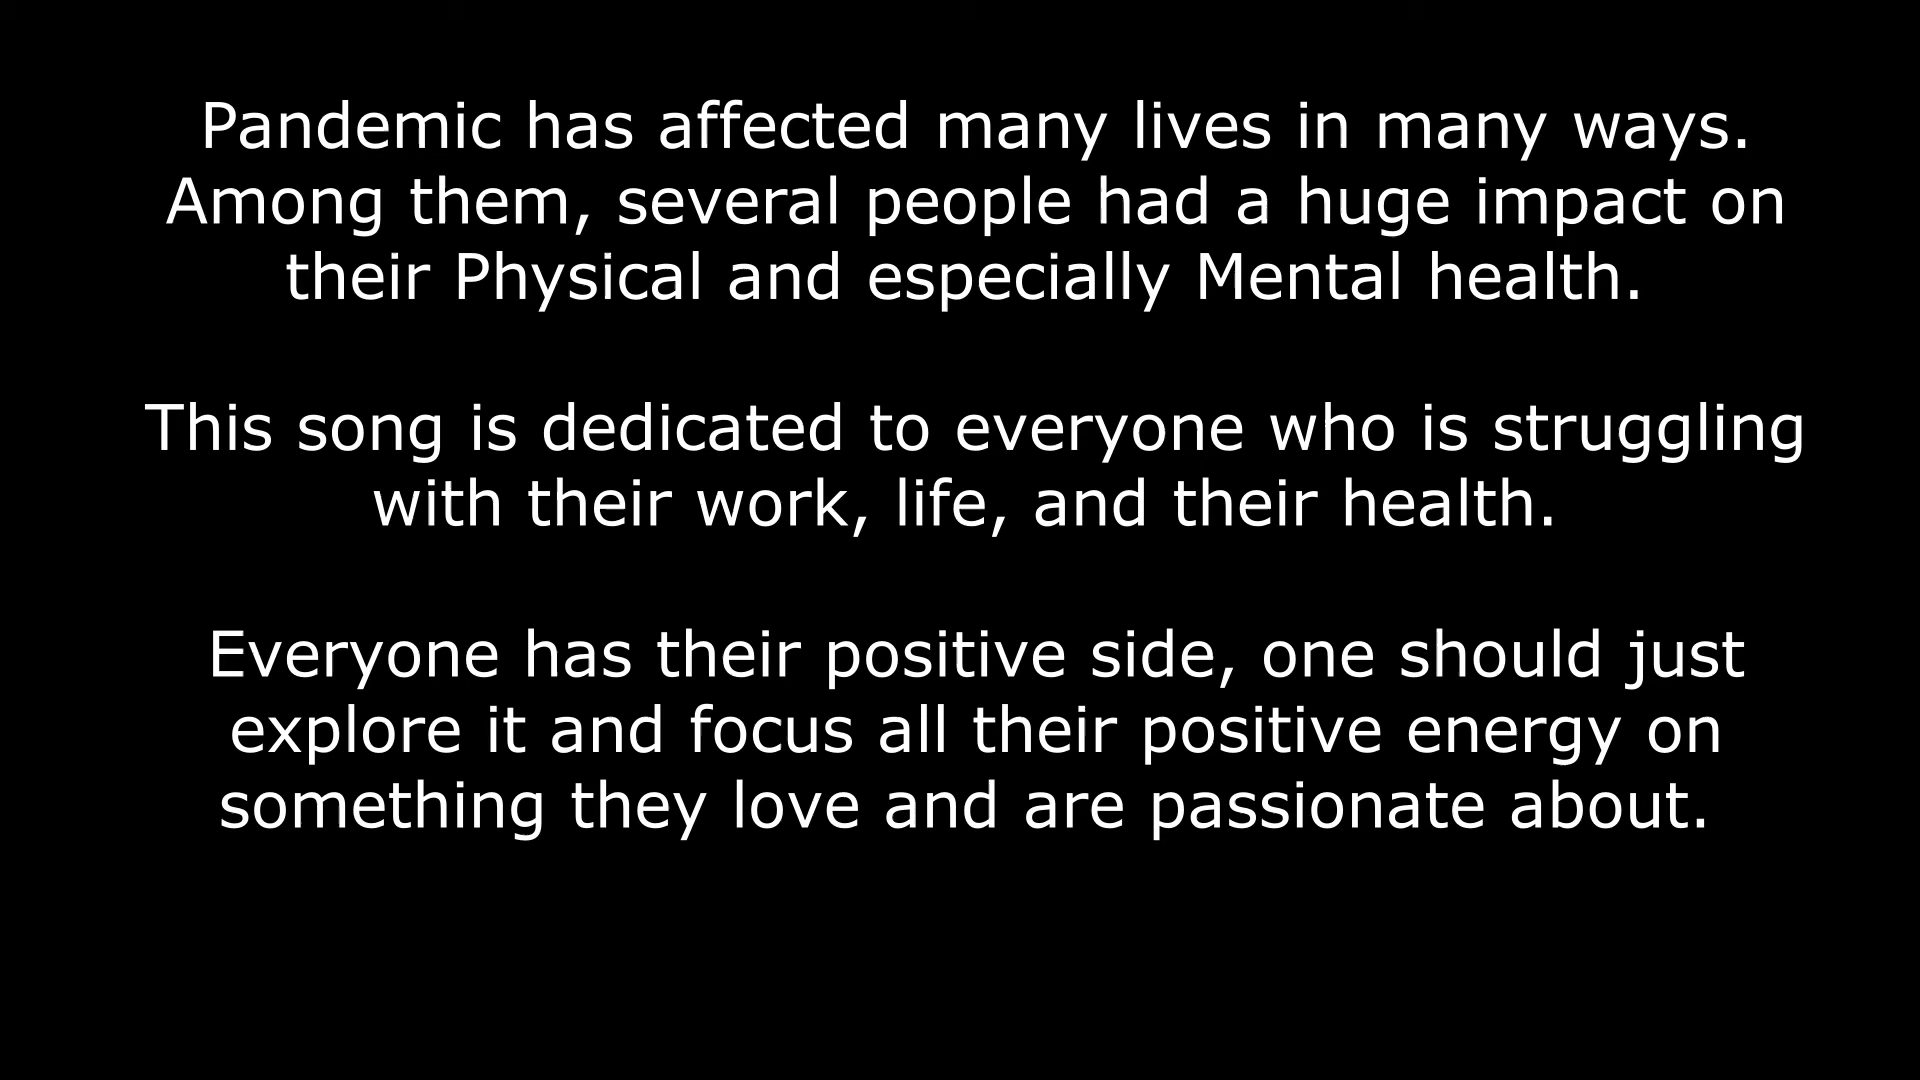 Pandemic has affected many lives in many ways.
Among them, several people had a huge impact on
their Physical and especially Mental health.
This song is dedicated to everyone who is struggling
with their work, life, and their health.
Everyone has their positive side, one should just
explore it and focus all their positive energy on
something they love and are passionate about.